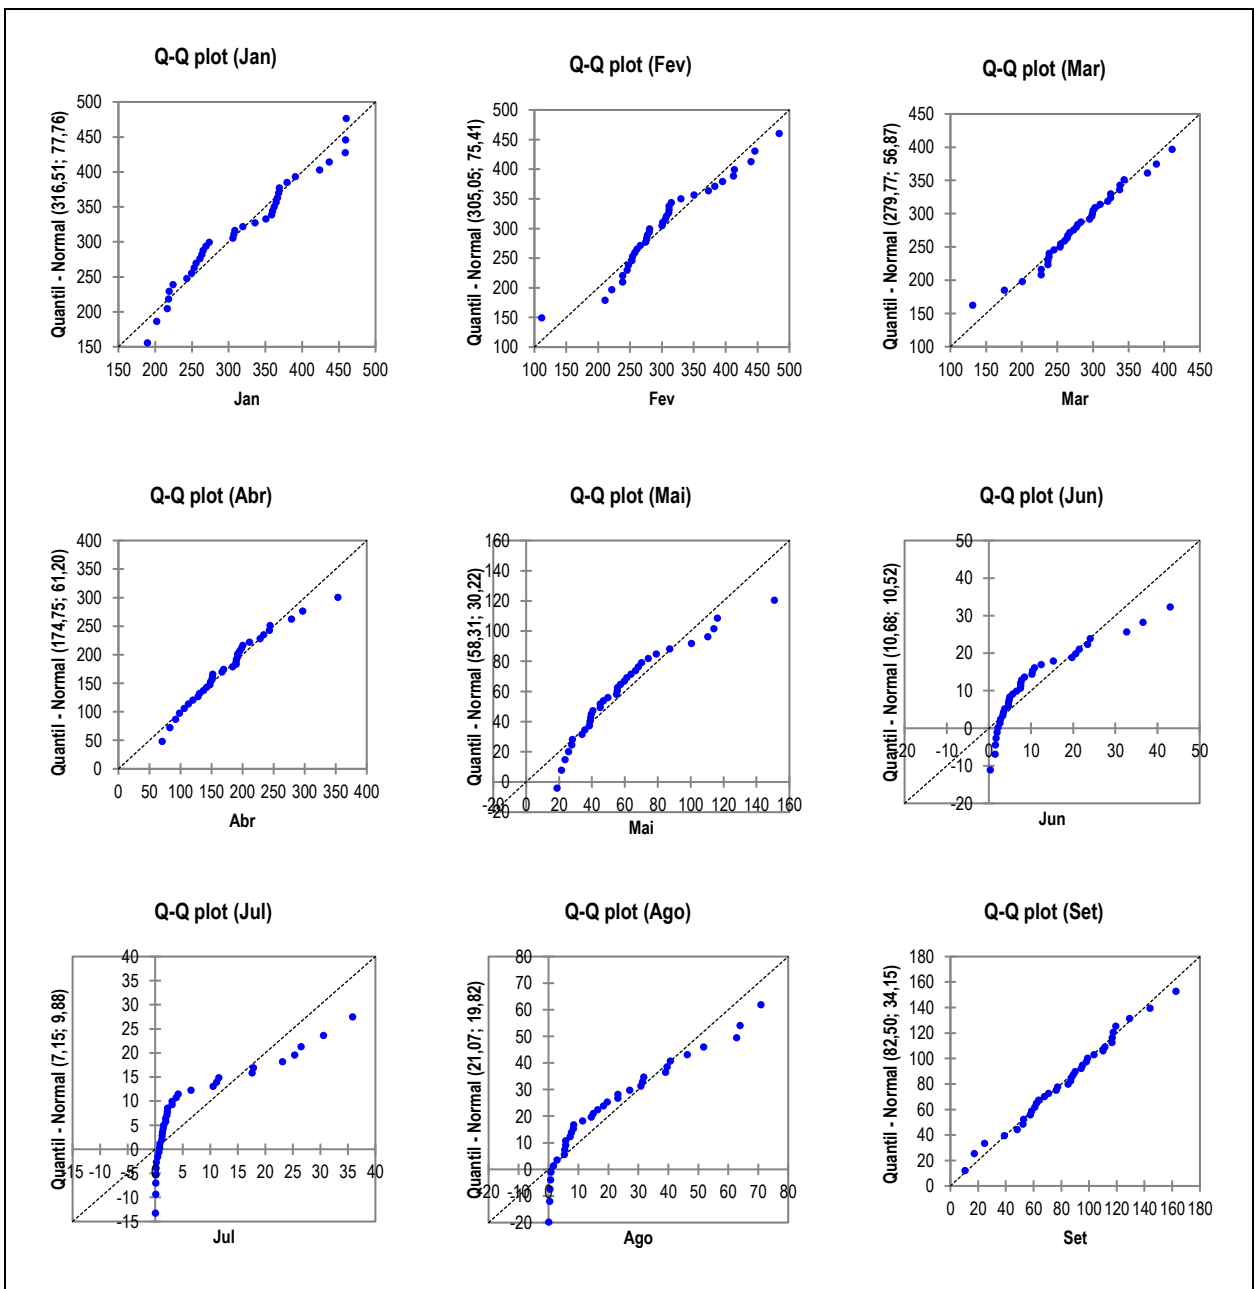 Q-Q plot (Jan)
Quantil - Normal (316,51; 77,76)
500
450
400
350
300
250
200
150
150 200 250 300 350 400 450 500
Jan
Q-Q plot (Fev)
Quantil - Normal (305,05; 75,41)
500
450
400
350
300
250
200
150
100
100 150 200 250 300 350 400 450 500
Fev
Q-Q plot (Mar)
Quantil - Normal (279,77; 56,87)
450
400
350
300
250
200
150
100
100 150 200 250 300 350 400 450
Mar
Q-Q plot (Abr)
Quantil - Normal (174,75; 61,20)
400
350
300
250
200
150
100
50
0
0 50 100 150 200 250 300 350 400
Abr
Q-Q plot (Mai)
Quantil - Normal (58,31; 30,22)
160
140
120
100
80
60
40
20
0
-20
-20 0 20 40 60 80 100 120 140 160
Mai
Q-Q plot (Jun)
Quantil - Normal (10,68; 10,52)
50
40
30
20
10
0
-10
-20
-20 -10 0 10 20 30 40 50
Jun
Q-Q plot (Jul)
Quantil - Normal (7,15; 9,88)
40
35
30
25
20
15
10
5
0
-5
-10
-15
-15 -10 -5 0 5 10 15 20 25 30 35 40
Jul
Q-Q plot (Ago)
Quantil - Normal (21,07; 19,82)
80
70
60
50
40
30
20
10
0
-10
-20
-20 -10 0 10 20 30 40 50 60 70 80
Ago
Q-Q plot (Set)
Quantil - Normal (82,50; 34,15)
180
160
140
120
100
80
60
40
20
0
0 20 40 60 80 100 120 140 160 180
Set